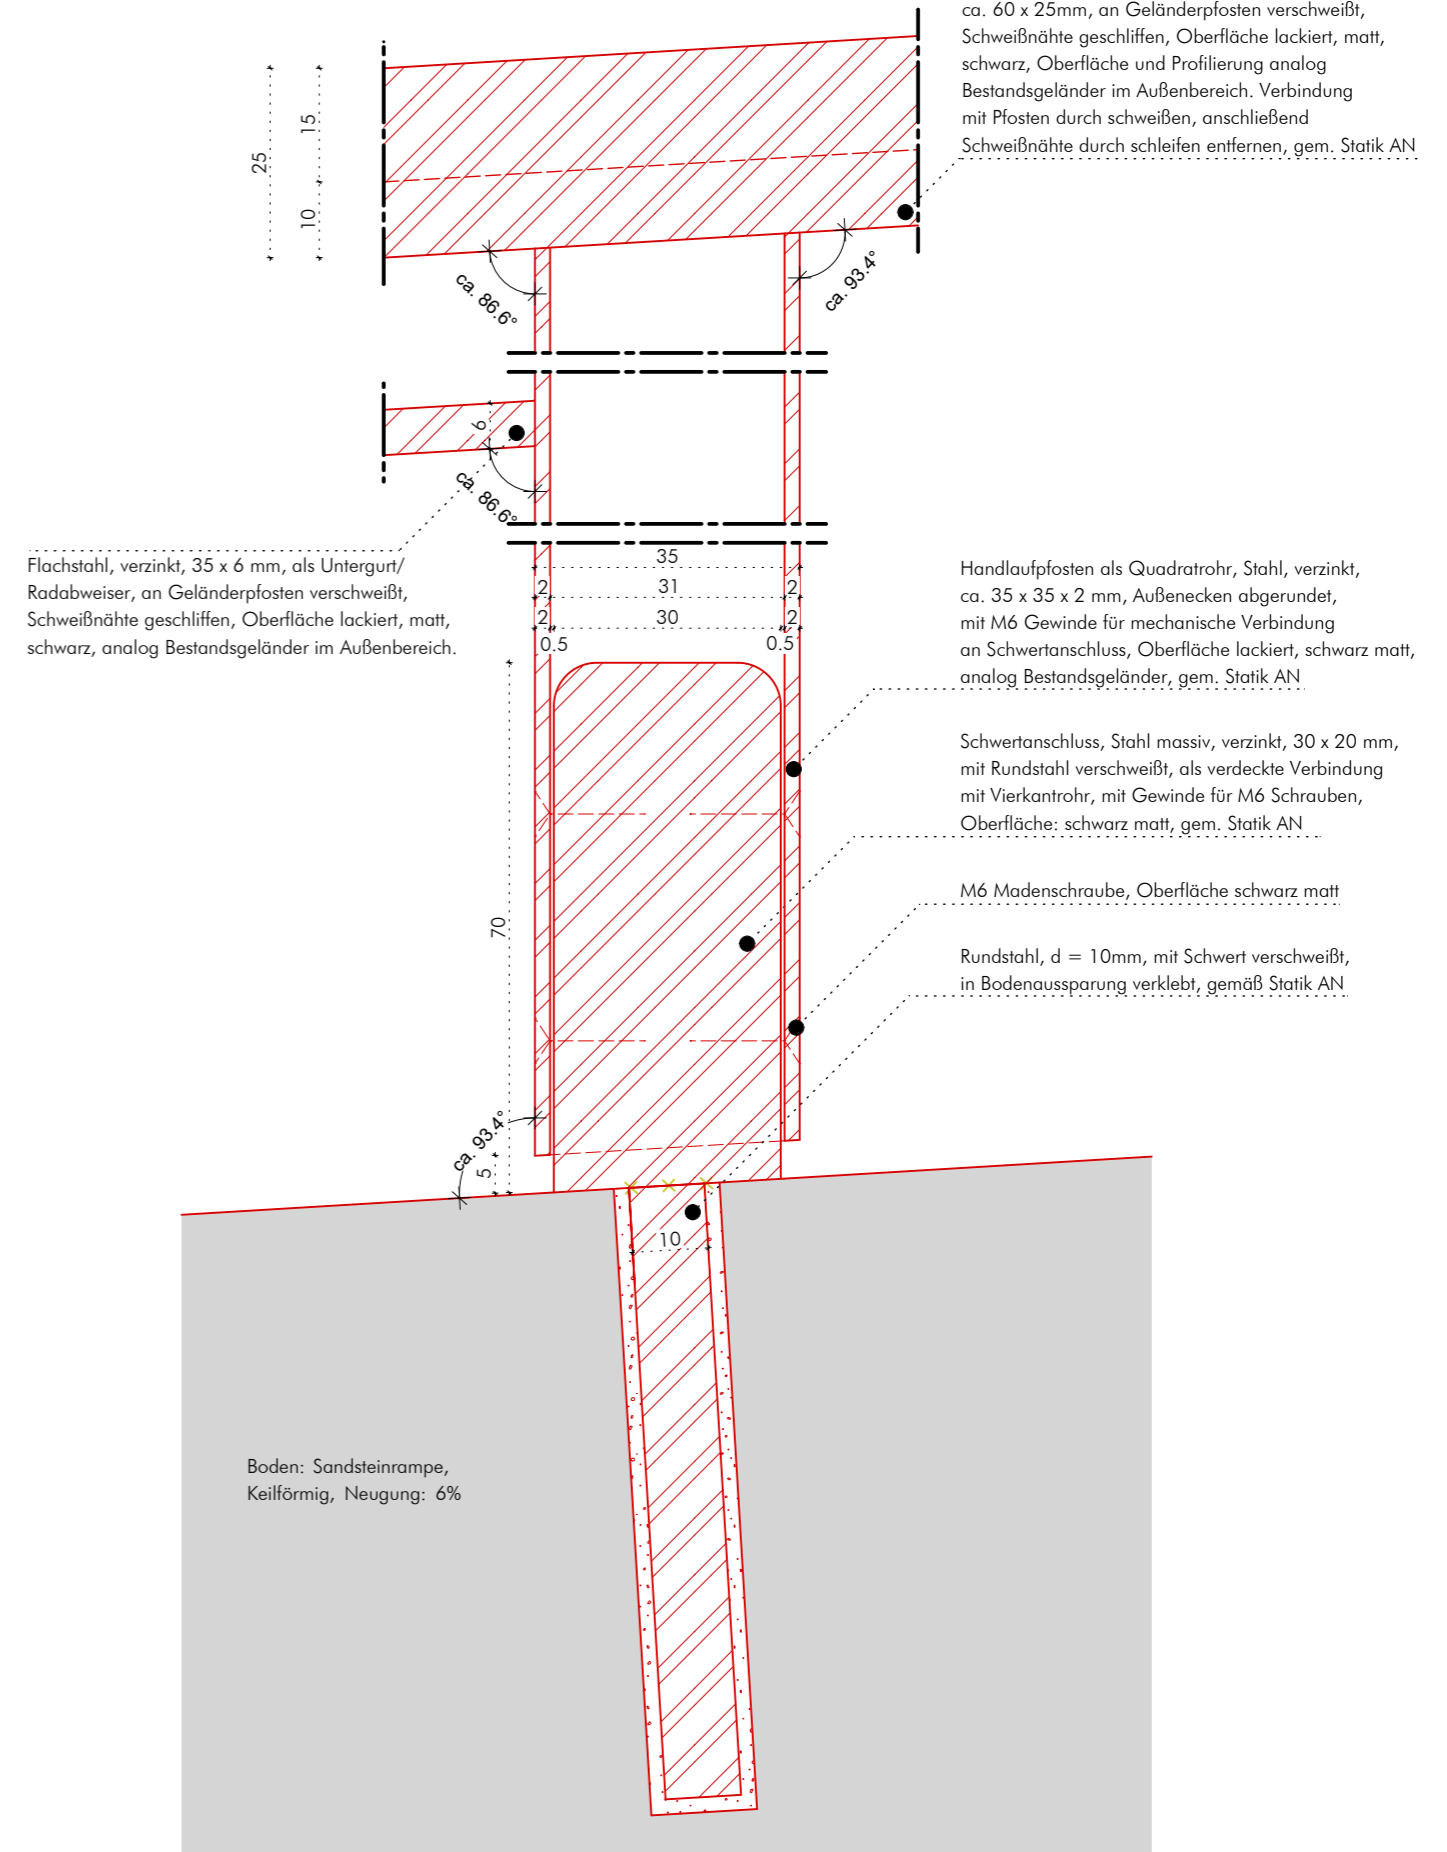 ca. 60 x 25mm, an Geländerpfosten verschweißt,
Schweißnähte geschliffen, Oberfläche lackiert, matt,
schwarz, Oberfläche und Profilierung analog
Bestandsgeländer im Außenbereich. Verbindung
mit Pfosten durch schweißen, anschließend
Schweißnähte durch schleifen entfernen, gem. Statik AN
25
15
10
ca. 86.6°
ca. 93.4°
6
ca. 86.6°
Flachstahl, verzinkt, 35 x 6 mm, als Untergurt/
Radabweiser, an Geländerpfosten verschweißt,
Schweißnähte geschliffen, Oberfläche lackiert, matt,
schwarz, analog Bestandsgeländer im Außenbereich.
35
2 31 2
2 30 2
0.5 0.5
Handlaufpfosten als Quadratrohr, Stahl, verzinkt,
ca. 35 x 35 x 2 mm, Außenecken abgerundet,
mit M6 Gewinde für mechanische Verbindung
an Schwertanschluss, Oberfläche lackiert, schwarz matt,
analog Bestandsgeländer, gem. Statik AN
Schwertanschluss, Stahl massiv, verzinkt, 30 x 20 mm,
mit Rundstahl verschweißt, als verdeckte Verbindung
mit Vierkantrohr, mit Gewinde für M6 Schrauben,
Oberfläche: schwarz matt, gem. Statik AN
70
M6 Madenschraube, Oberfläche schwarz matt
Rundstahl, d = 10mm, mit Schwert verschweißt,
in Bodenaussparung verklebt, gemäß Statik AN
ca. 93.4°
5
10
Boden: Sandsteinrampe,
Keilförmig, Neugung: 6%